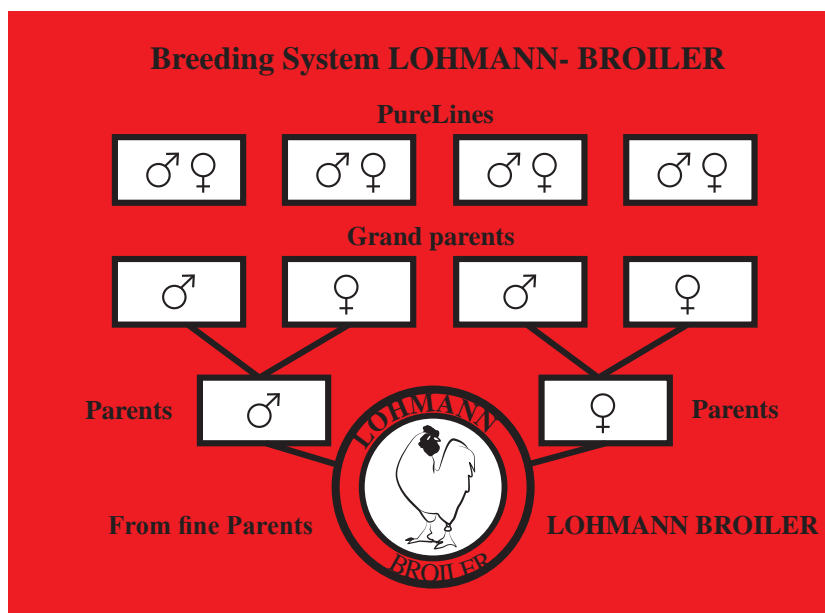 Breeding System LOHMANN- BROILER
PureLines
♂♀ ♂♀ ♂♀ ♂♀
Grand parents
♂ ♀ ♂ ♀
Parents ♂ ♀ Parents
LOHMANN
From fine Parents LOHMANN BROILER
BROILER